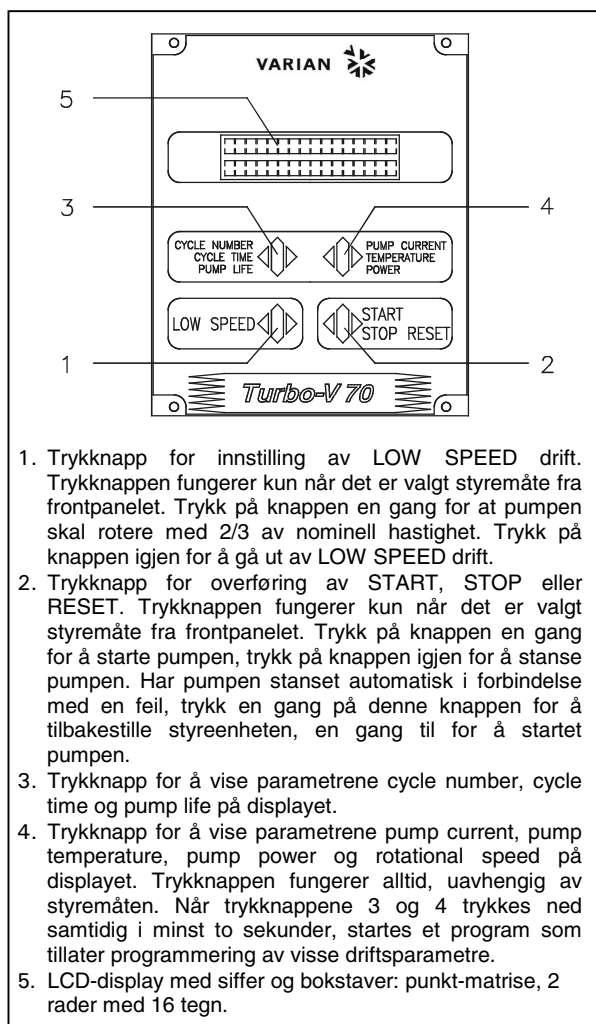 VARIAN
5
3
4
CYCLE NUMBER
CYCLE TIME
PUMP LIFE
PUMP CURRENT
TEMPERATURE
POWER
LOW SPEED
START
STOP RESET
1
2
Turbo-V 70
1. Trykknapp for innstilling av LOW SPEED drift.
Trykknappen fungerer kun når det er valgt styremåte fra
frontpanelet. Trykk på knappen en gang for at pumpen
skal rotere med 2/3 av nominell hastighet. Trykk på
knappen igjen for å gå ut av LOW SPEED drift.
2. Trykknapp for overføring av START, STOP eller
RESET. Trykknappen fungerer kun når det er valgt
styremåte fra frontpanelet. Trykk på knappen en gang
for å starte pumpen, trykk på knappen igjen for å stanse
pumpen. Har pumpen stanset automatisk i forbindelse
med en feil, trykk en gang på denne knappen for å
tilbakestille styreenheten, en gang til for å startet
pumpen.
3. Trykknapp for å vise parametrene cycle number, cycle
time og pump life på displayet.
4. Trykknapp for å vise parametrene pump current, pump
temperature, pump power og rotational speed på
displayet. Trykknappen fungerer alltid, uavhengig av
styremåten. Når trykknappene 3 og 4 trykkes ned
samtidig i minst to sekunder, startes et program som
tillater programmering av visse driftsparametre.
5. LCD-display med siffer og bokstaver: punkt-matrise, 2
rader med 16 tegn.